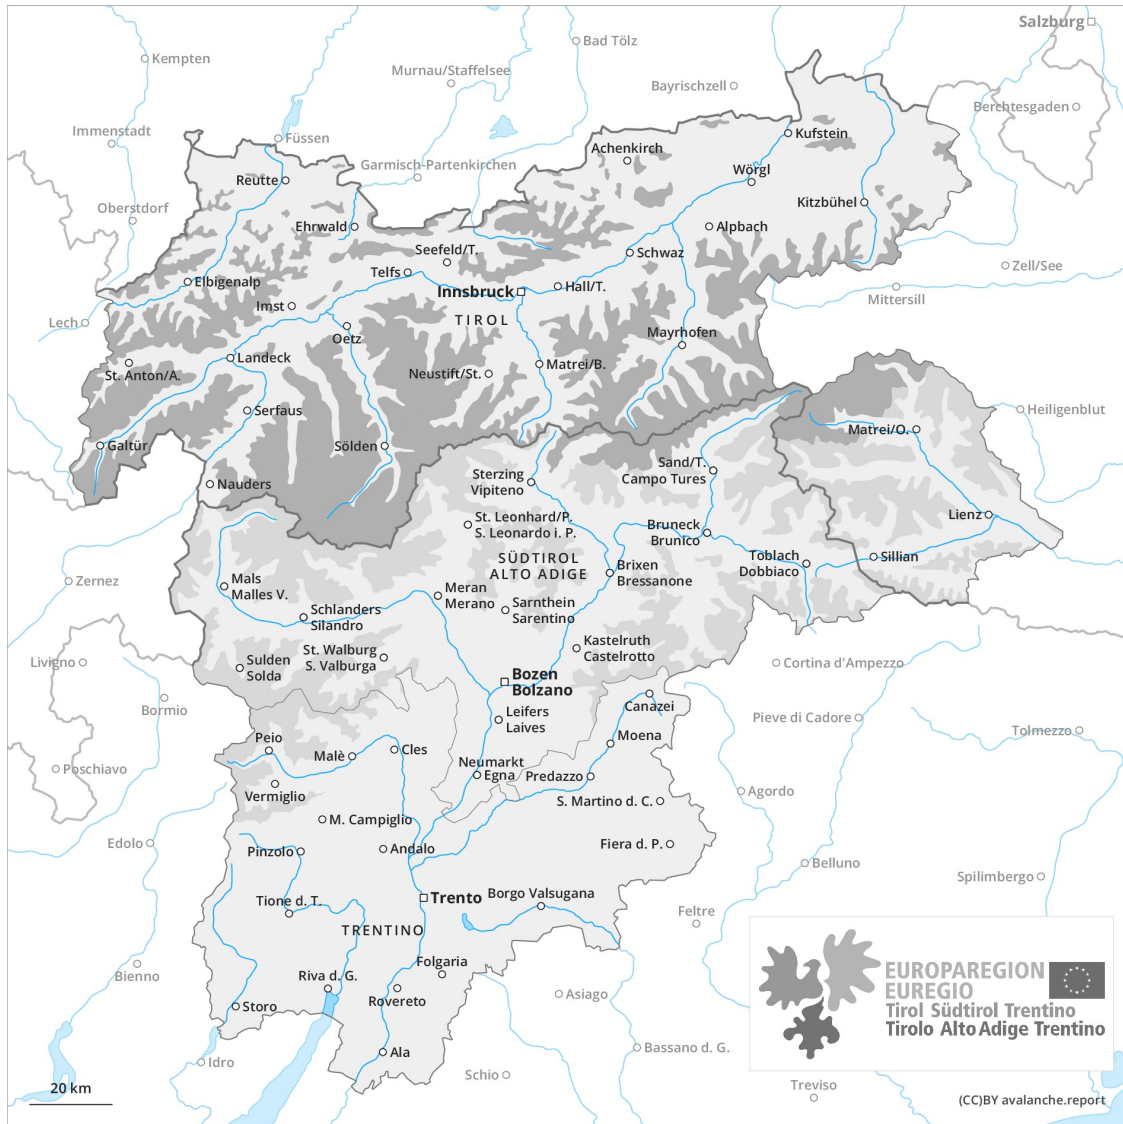 Salzburg
Bad Tölz
Kempten
Murnau/Staffelsee
Bayrischzell
Berchtesgaden
Immenstadt
Füssen
Kufstein
Achenkirch
Garmisch-Partenkirchen
Wörgl
Reutte
Kitzbühel
Oberstdorf
Ehrwald
Alpbach
Seefeld/T.
Schwaz
Telfs
Zell/See
Elbigenalp
Hall/T.
Innsbruck
Mittersill
Imst
Lech
TIROL
Mayrhofen
Oetz
Landeck
Matrei/B.
St. Anton/A.
Neustift/St.
Serfaus
Heiligenblut
Matrei/O.
Galtür
Sölden
Sand/T.
Campo Tures
Sterzing
Vipiteno
Nauders
Lienz
St. Leonhard/P.
S. Leonardo i. P.
Bruneck
Brunico
SÜDTIROL
ALTO ADIGE
Toblach
Dobbiaco
Sillian
Brixen
Bressanone
Zernez
Mals
Malles V.
Meran
Merano
Sarnthein
Sarentino
Schlanders
Silandro
Kastelruth
Castelrotto
St. Walburg
S. Valburga
Livigno
Sulden
Solda
Cortina d'Ampezzo
Bozen
Bolzano
Bormio
Canazei
Leifers
Laives
Pieve di Cadore
Tolmezzo
Moena
Peio
Cles
Malè
Neumarkt
Egna
Predazzo
Poschiavo
Vermiglio
Agordo
S. Martino d. C.
M. Campiglio
Edolo
Pinzolo
Andalo
Fiera d. P.
Belluno
Spilimbergo
Trento
Borgo Valsugana
Tione d. T.
Feltre
TRENTINO
Folgaria
Bienno
Riva d. G.
Rovereto
Asiago
Storo
EUROPAREGION
EUREGIO
Tirol Südtirol Trentino
Tirolo Alto Adige Trentino
Ala
Bassano d. G.
Idro
Schio
Treviso
20 km
(CC)BY avalanche.report